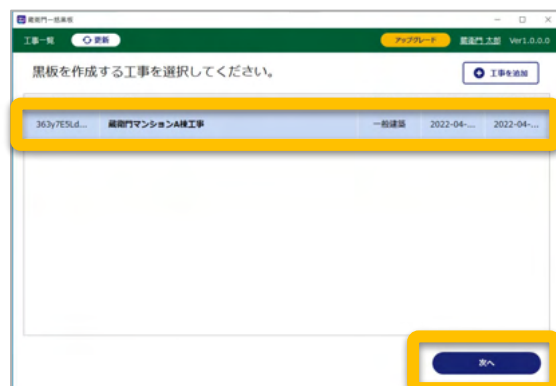 蔵衛門一括黒板
工事一覧 更新 アップグレード 蔵衛門 太郎 Ver1.0.0.0
黒板を作成する工事を選択してください。 工事を追加
363y7E5Ld... 蔵衛門マンションA棟工事 一般建築 2022-04-... 2022-04-...
次へ